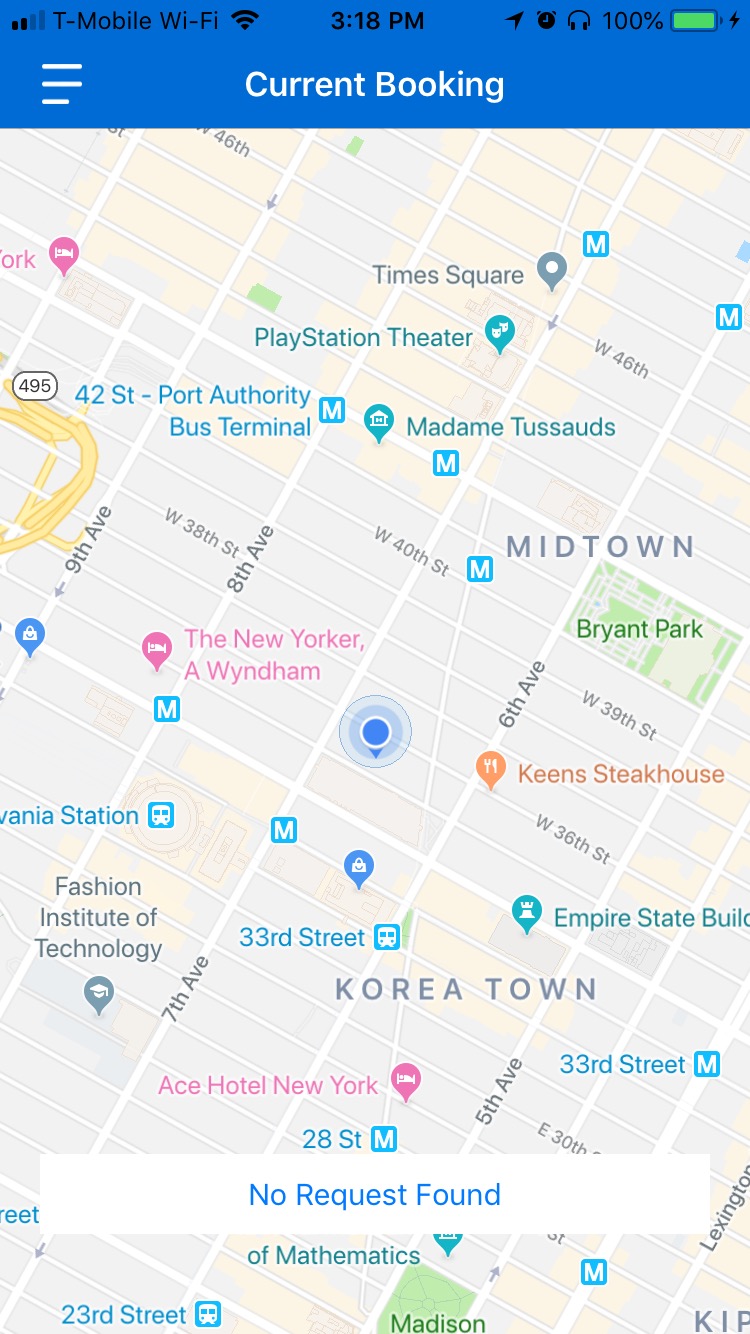 T-Mobile Wi-Fi 3:18 PM 100%
Current Booking
W 46th
Times Square
M
M
PlayStation Theater
W 46th
495
42 St - Port Authority
Bus Terminal
M
Madame Tussauds
M
9th Ave
W 38th St
8th Ave
W 40th St
M
MIDTOWN
Bryant Park
The New Yorker,
A Wyndham
6th Ave
M
W 39th St
Keens Steakhouse
vania Station
M
W 36th St
Fashion
Institute of
Technology
33rd Street
Empire State Build
7th Ave
KOREA TOWN
33rd Street M
Ace Hotel New York
5th Ave
28 St M
E 30th St
No Request Found
reet
Lexington
of Mathematics
M
23rd Street
Madison
KIP